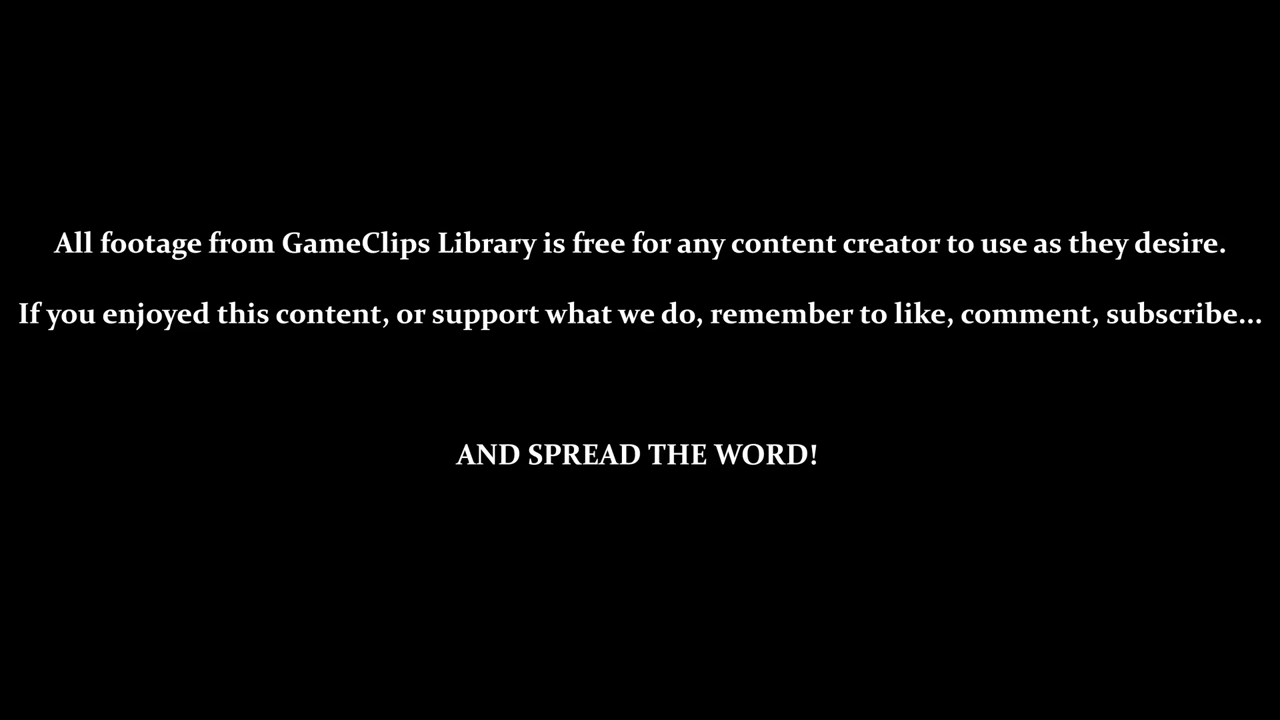 All footage from GameClips Library is free for any content creator to use as they desire.
If you enjoyed this content, or support what we do, remember to like, comment, subscribe...
AND SPREAD THE WORD!